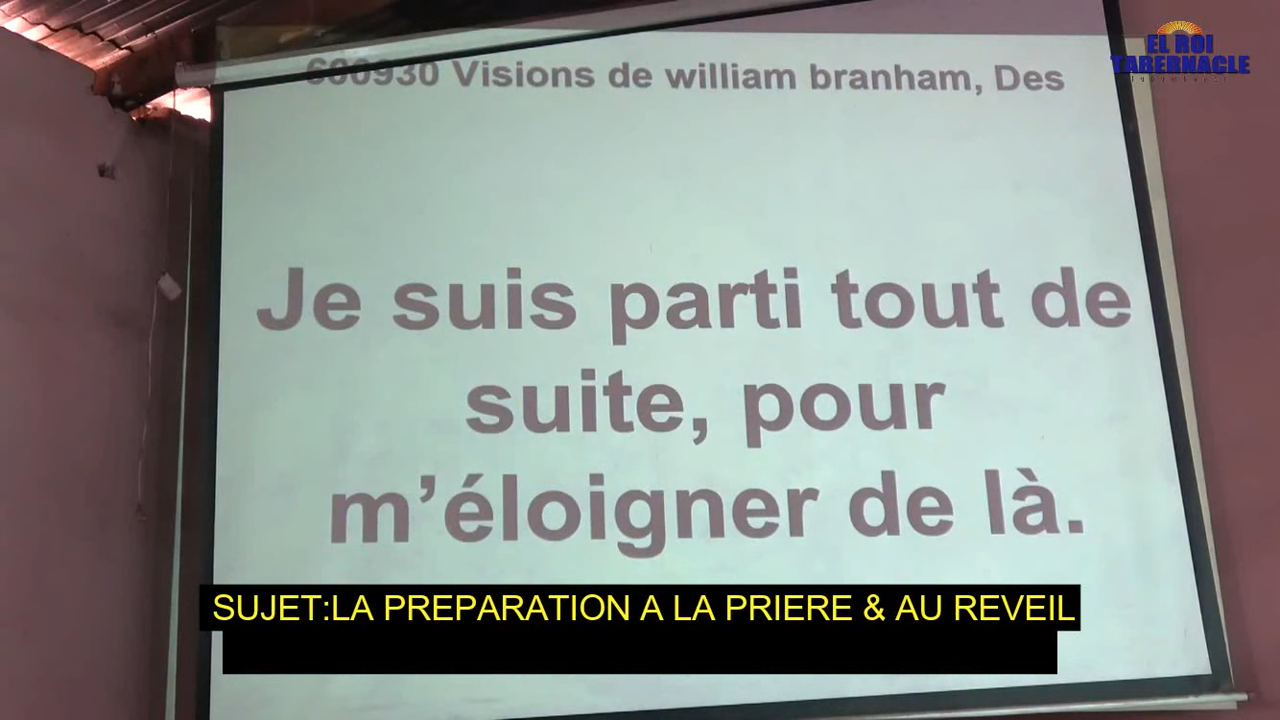 EL ROI
TABERNACLE
600930 Visions de william branham, Des
Je suis parti tout de
suite, pour
m’éloigner de là.
SUJET:LA PREPARATION A LA PRIERE & AU REVEIL